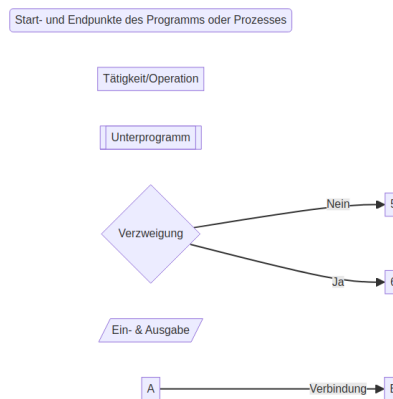 Start- und Endpunkte des Programms oder Prozesses
Tätigkeit/Operation
Unterprogramm
Verzweigung
Nein
Ja
Ein- & Ausgabe
A
Verbindung